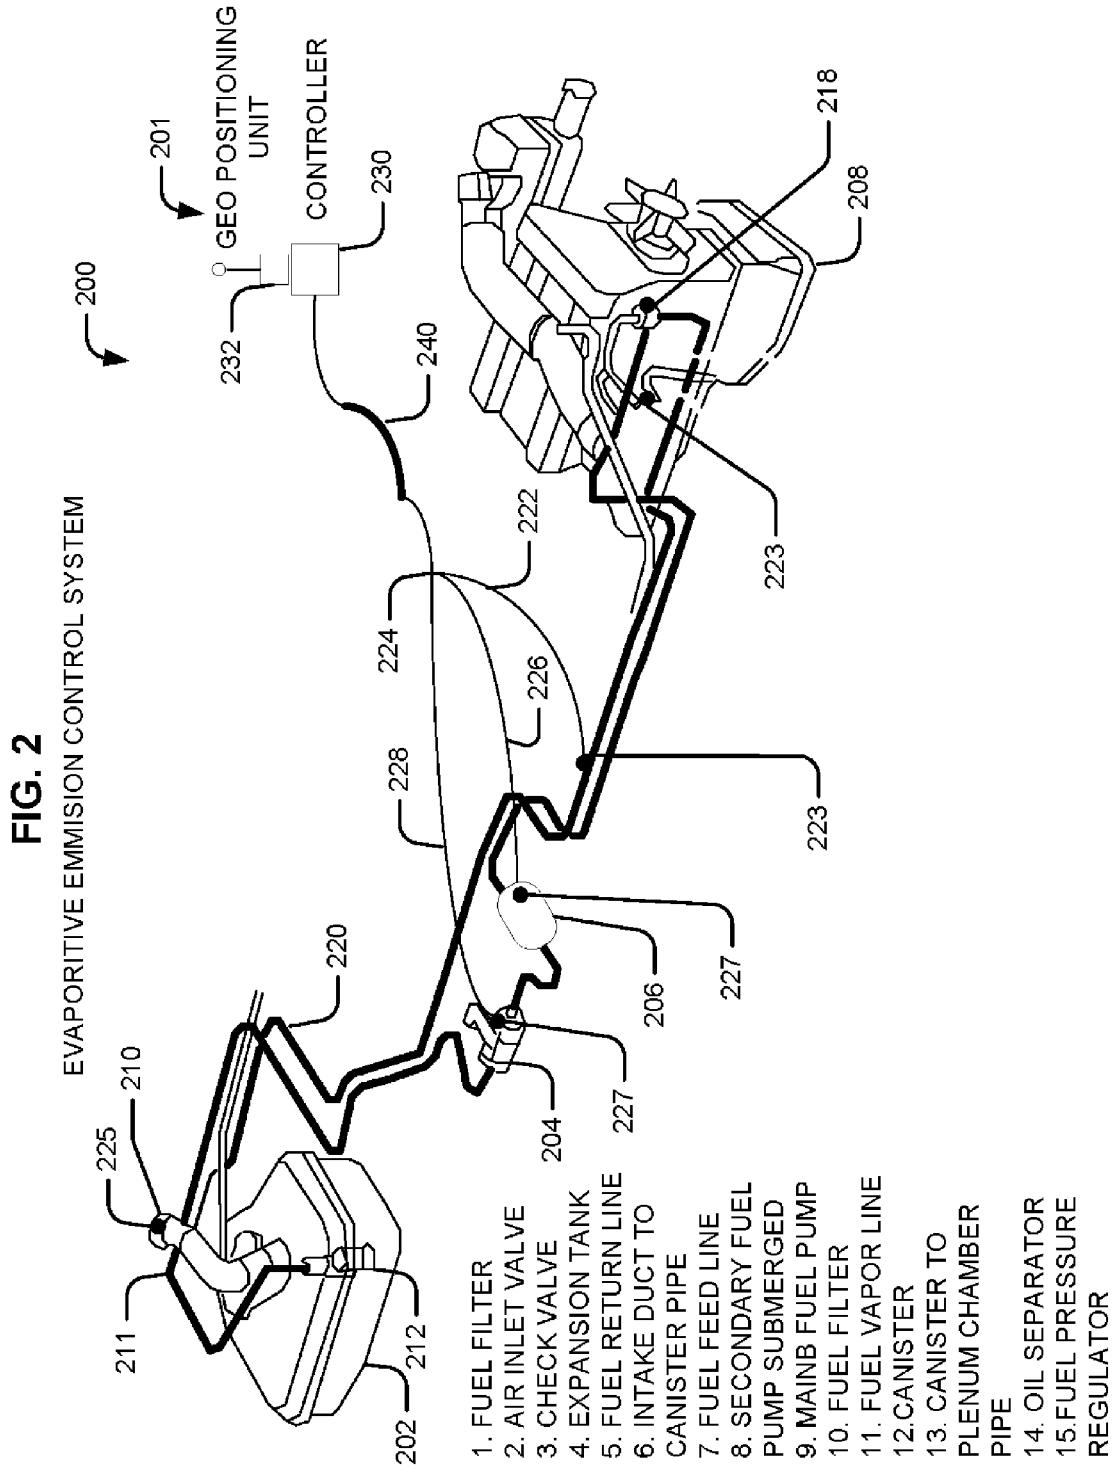 FIG. 2
EVAPORITIVE EMMISION CONTROL SYSTEM
200
201
GEO POSITIONING
UNIT
CONTROLLER
232
230
240
224
222
228
226
220
210
225
211
212
202
204
227
206
227
223
223
218
208
1. FUEL FILTER
2. AIR INLET VALVE
3. CHECK VALVE
4. EXPANSION TANK
5. FUEL RETURN LINE
6. INTAKE DUCT TO
CANISTER PIPE
7. FUEL FEED LINE
8. SECONDARY FUEL
PUMP SUBMERGED
9. MAINB FUEL PUMP
10. FUEL FILTER
11. FUEL VAPOR LINE
12.CANISTER
13. CANISTER TO
PLENUM CHAMBER
PIPE
14. OIL SEPARATOR
15.FUEL PRESSURE
REGULATOR